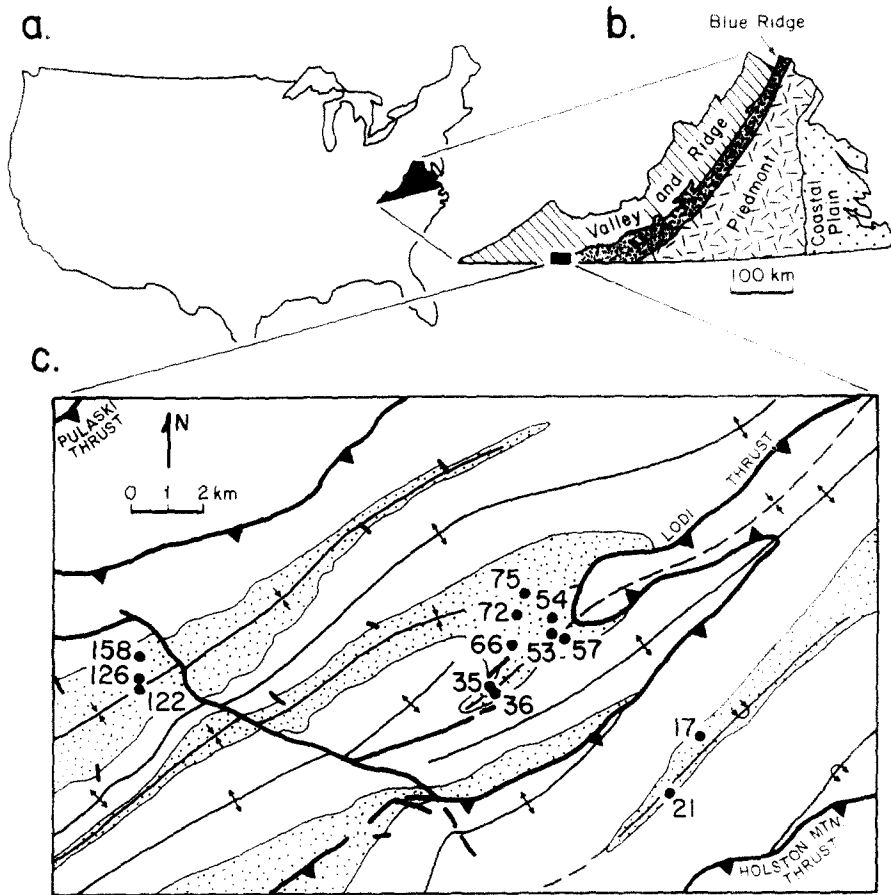 a.
b.
Blue Ridge
Valley and Ridge
Piedmont
Coastal
Plain
100 km
c.
PULASKI
THRUST
N
0 1 2 km
LODI THRUST
75
54
72
66
53
57
158
126
122
35
36
17
21
HOLSTON MTN.
THRUST